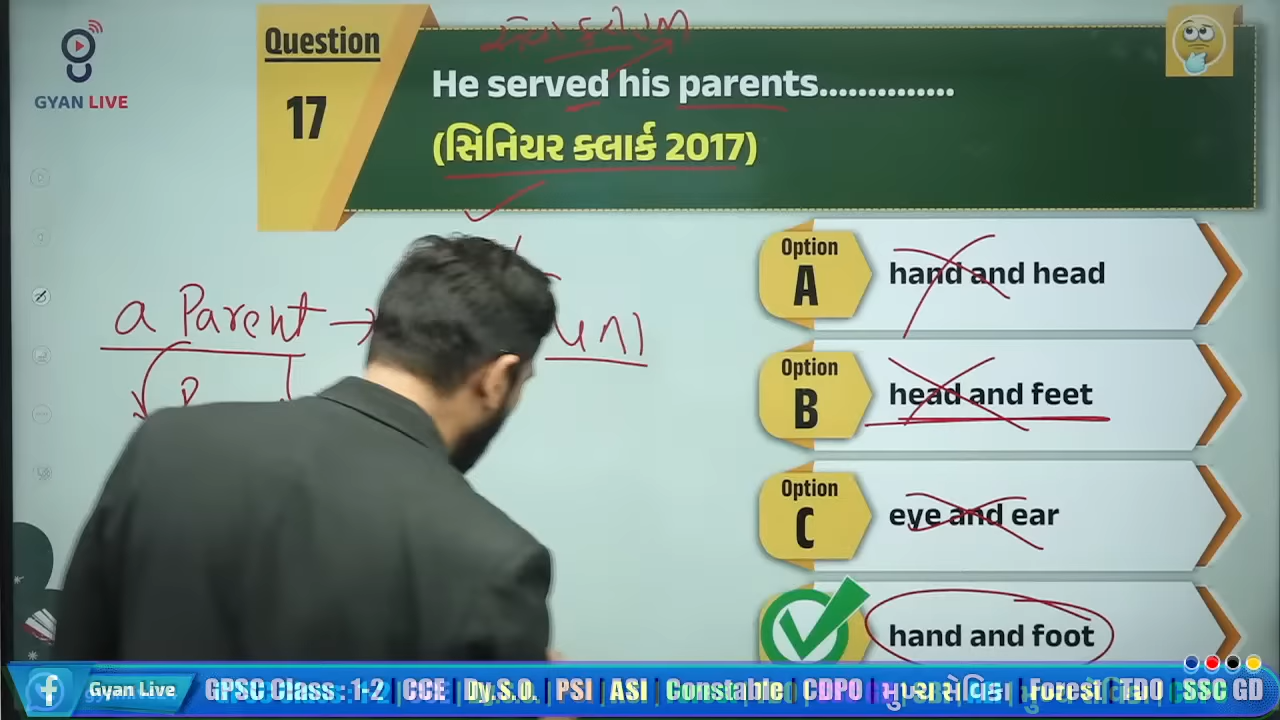 GYAN LIVE
Question
17
સેવા કરવામાં
He served his parents..............
(સિનિયર ક્લાર્ક 2017)
a Parent →
Option
A
hand and head
Option
B
head and feet
Option
C
eye and ear
hand and foot
Gyan Live
GPSC Class : 1-2 | CCE | Dy.S.O. | PSI | ASI | Constable | CDPO | મુખ્ય સેવિકા | Forest | TDO | SSC GD